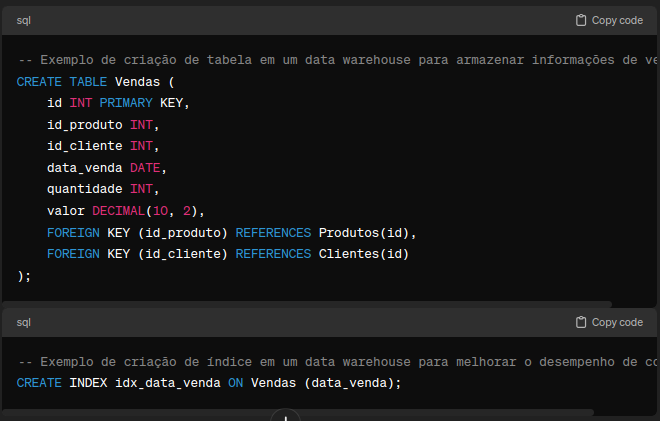 sql
Copy code
-- Exemplo de criação de tabela em um data warehouse para armazenar informações de
CREATE TABLE Vendas (
    id INT PRIMARY KEY,
    id_produto INT,
    id_cliente INT,
    data_venda DATE,
    quantidade INT,
    valor DECIMAL(10, 2),
    FOREIGN KEY (id_produto) REFERENCES Produtos(id),
    FOREIGN KEY (id_cliente) REFERENCES Clientes(id)
);
sql
Copy code
-- Exemplo de criação de índice em um data warehouse para melhorar o desempenho de
CREATE INDEX idx_data_venda ON Vendas (data_venda);